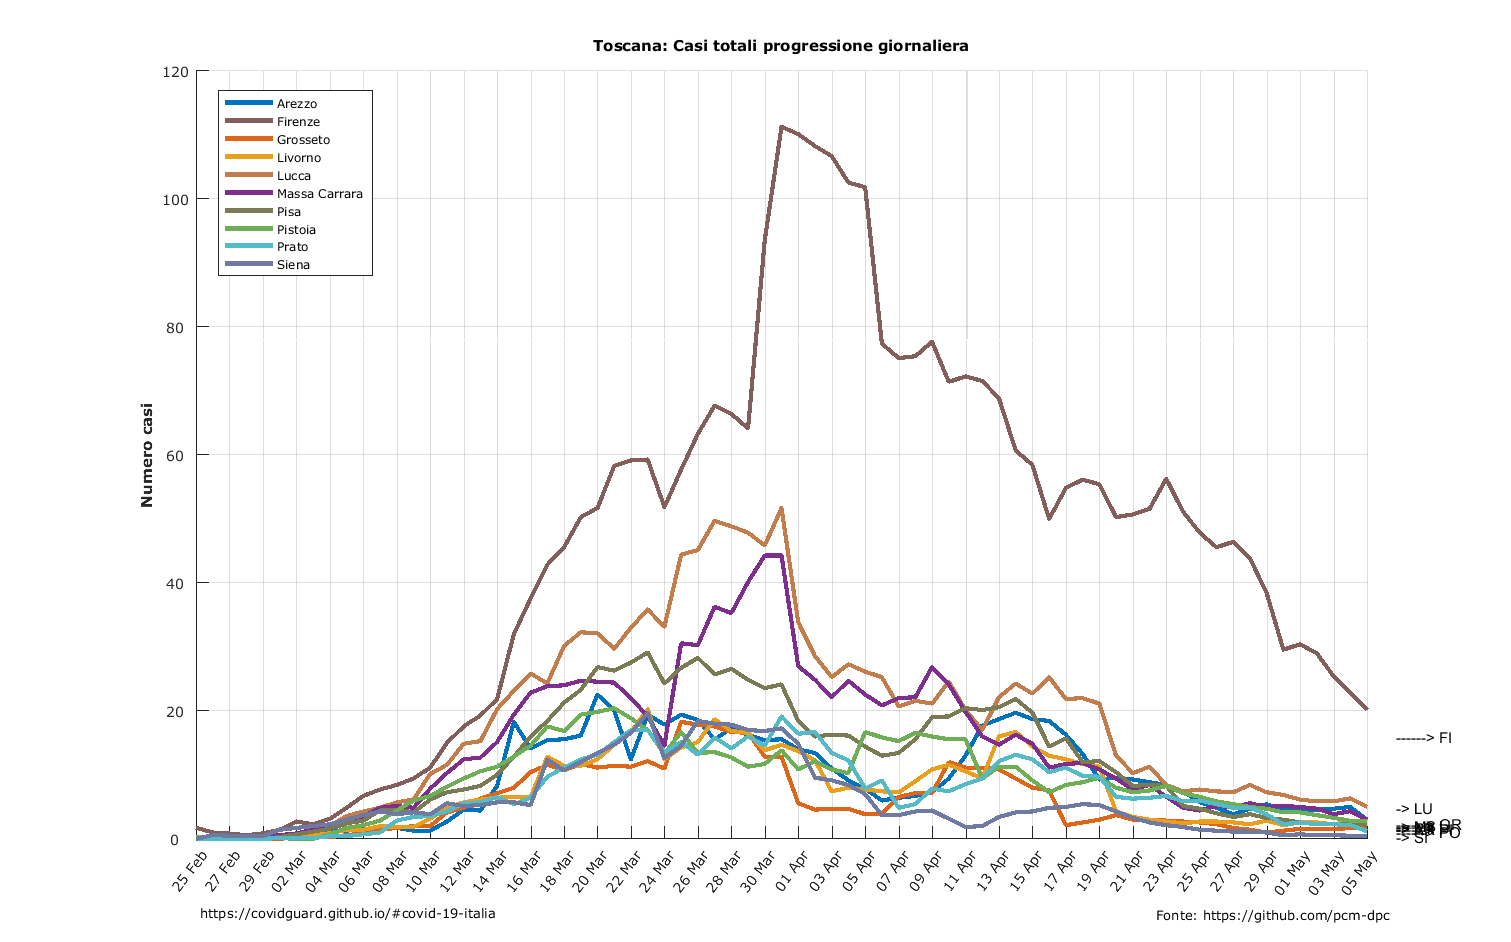 Toscana: Casi totali progressione giornaliera
120
100
80
60
40
20
0
Numero casi
Arezzo
Firenze
Grosseto
Livorno
Lucca
Massa Carrara
Pisa
Pistoia
Prato
Siena
------> FI
-> LU
-> SI
25 Feb
27 Feb
29 Feb
02 Mar
04 Mar
06 Mar
08 Mar
10 Mar
12 Mar
14 Mar
16 Mar
18 Mar
20 Mar
22 Mar
24 Mar
26 Mar
28 Mar
30 Mar
01 Apr
03 Apr
05 Apr
07 Apr
09 Apr
11 Apr
13 Apr
15 Apr
17 Apr
19 Apr
21 Apr
23 Apr
25 Apr
27 Apr
29 Apr
01 May
03 May
05 May
https://covidguard.github.io/#covid-19-italia
Fonte: https://github.com/pcm-dpc